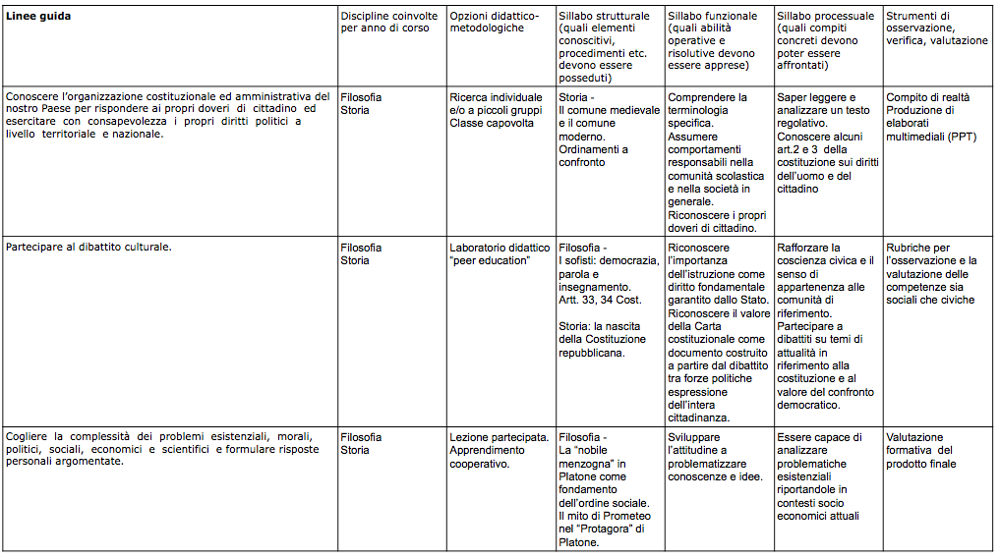 Linee guida
Discipline coinvolte
per anno di corso
Opzioni didattico-
metodologiche
Sillabo strutturale
(quali elementi
conoscitivi,
procedimenti etc.
devono essere
posseduti)
Sillabo funzionale
(quali abilità
operative e
risolutive devono
essere apprese)
Sillabo processuale
(quali compiti
concreti devono
poter essere
affrontati)
Strumenti di
osservazione,
verifica, valutazione
Conoscere l’organizzazione costituzionale ed amministrativa del
nostro Paese per rispondere ai propri doveri di cittadino ed
esercitare con consapevolezza i propri diritti politici a
livello territoriale e nazionale.
Filosofia
Storia
Ricerca individuale
e/o a piccoli gruppi
Classe capovolta
Storia -
Il comune medievale
e il comune
moderno.
Ordinamenti a
confronto
Comprendere la
terminologia
specifica.
Assumere
comportamenti
responsabili nella
comunità scolastica
e nella società in
generale.
Riconoscere i propri
doveri di cittadino.
Saper leggere e
analizzare un testo
regolativo.
Conoscere alcuni
art.2 e 3 della
costituzione sui diritti
dell’uomo e del
cittadino
Compito di realtà
Produzione di
elaborati
multimediali (PPT)
Partecipare al dibattito culturale.
Filosofia
Storia
Laboratorio didattico
“peer education”
Filosofia -
I sofisti: democrazia,
parola e
insegnamento.
Artt. 33, 34 Cost.
Storia: la nascita
della Costituzione
repubblicana.
Riconoscere
l’importanza
dell’istruzione come
diritto fondamentale
garantito dallo Stato.
Riconoscere il valore
della Carta
costituzionale come
documento costruito
a partire dal dibattito
tra forze politiche
espressione
dell’intera
cittadinanza.
Rafforzare la
coscienza civica e il
senso di
appartenenza alle
comunità di
riferimento.
Partecipare a
dibattiti su temi di
attualità in
riferimento alla
costituzione e al
valore del confronto
democratico.
Rubriche per
l’osservazione e la
valutazione delle
competenze sia
sociali che civiche
Cogliere la complessità dei problemi esistenziali, morali,
politici, sociali, economici e scientifici e formulare risposte
personali argomentate.
Filosofia
Storia
Lezione partecipata.
Apprendimento
cooperativo.
Filosofia -
La “nobile
menzogna” in
Platone come
fondamento
dell’ordine sociale.
Il mito di Prometeo
nel “Protagora” di
Platone.
Sviluppare
l’attitudine a
problematizzare
conoscenze e idee.
Essere capace di
analizzare
problematiche
esistenziali
riportandole in
contesti socio
economici attuali
Valutazione
formativa del
prodotto finale